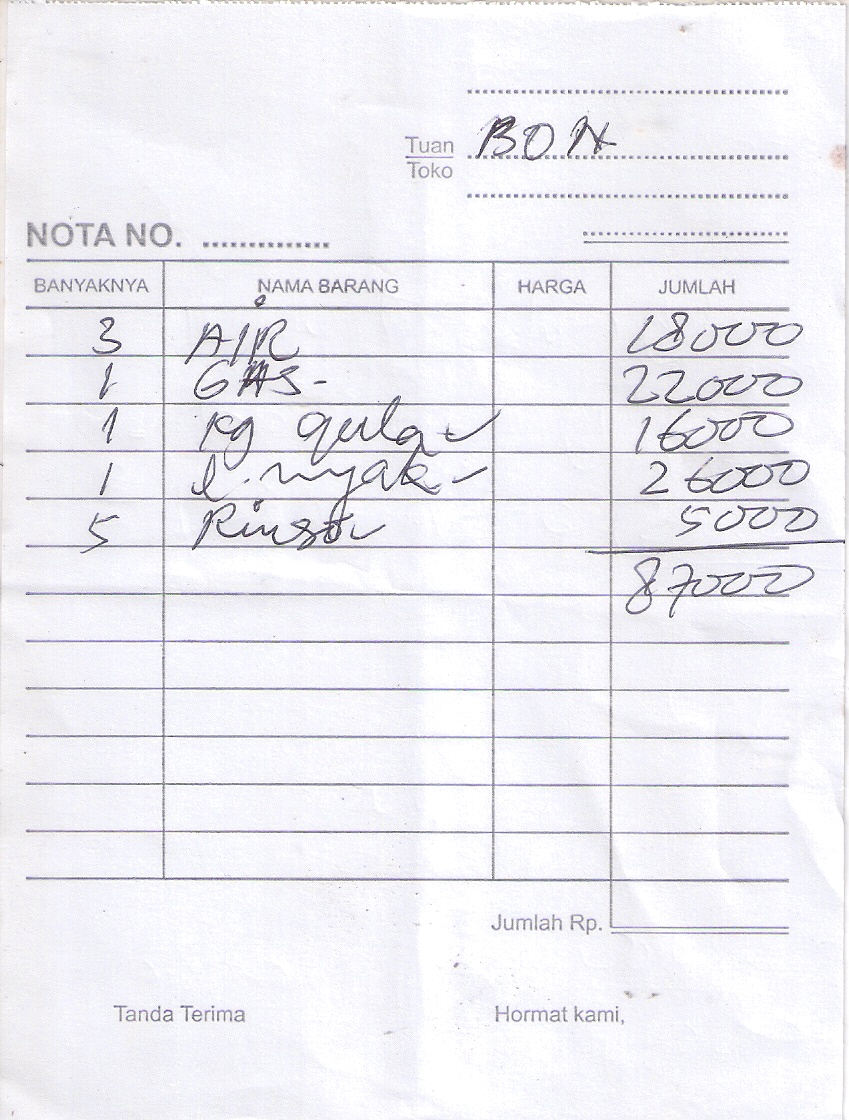 Tuan BON
Toko
NOTA NO. ..............
BANYAKNYA NAMA BARANG HARGA JUMLAH
3 AIR 18000
1 GAS- 22000
1 kg gula 16000
1 l. nyak 26000
5 Rinso 5000
87000
Jumlah Rp.
Tanda Terima Hormat kami,